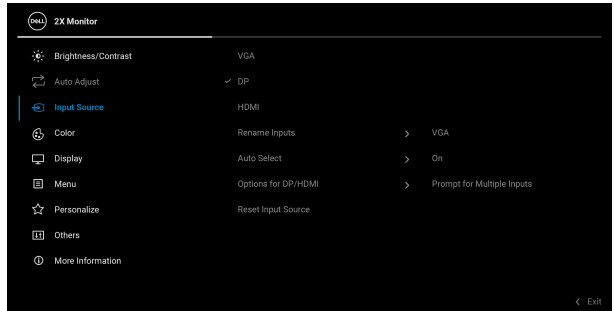 DELL 2X Monitor
Brightness/Contrast VGA
Auto Adjust DP
Input Source HDMI
Color Rename Inputs > VGA
Display Auto Select > On
Menu Options for DP/HDMI > Prompt for Multiple Inputs
Personalize Reset Input Source
Others
More Information
< Exit